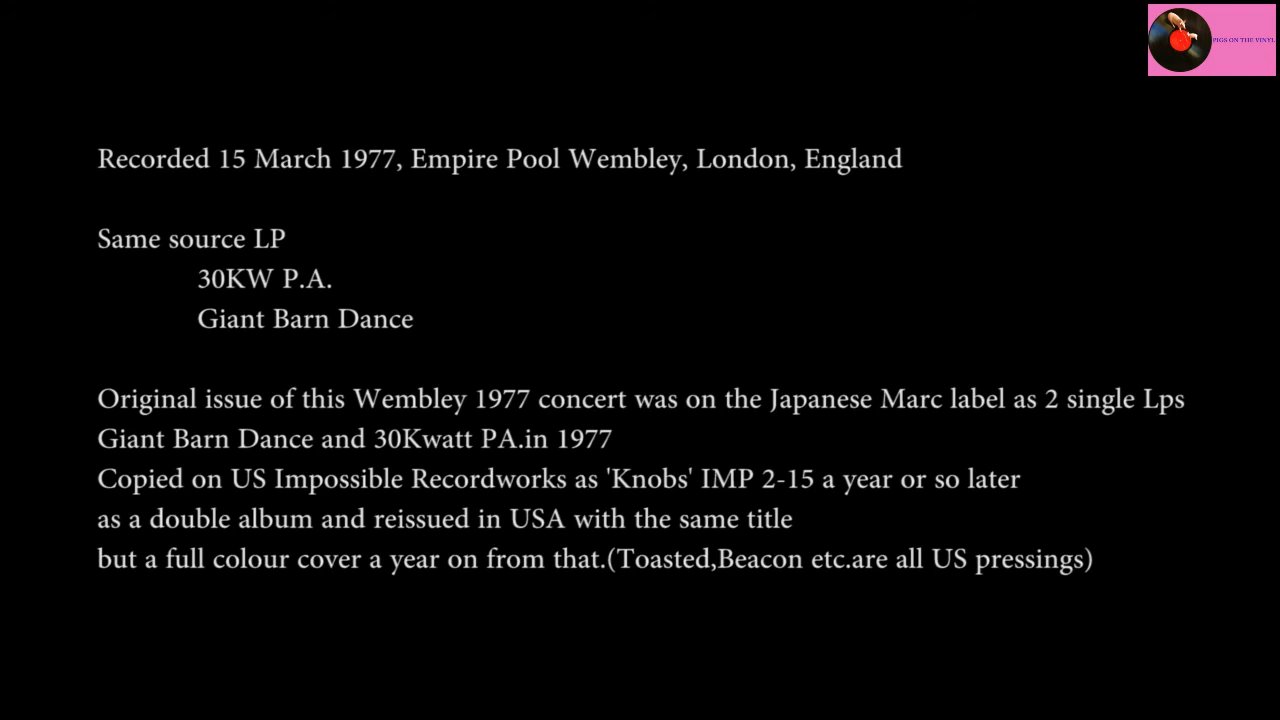 PIGS ON THE VINYL
Recorded 15 March 1977, Empire Pool Wembley, London, England
Same source LP
30KW P.A.
Giant Barn Dance
Original issue of this Wembley 1977 concert was on the Japanese Marc label as 2 single Lps
Giant Barn Dance and 30Kwatt PA.in 1977
Copied on US Impossible Recordworks as 'Knobs' IMP 2-15 a year or so later
as a double album and reissued in USA with the same title
but a full colour cover a year on from that.(Toasted,Beacon etc.are all US pressings)